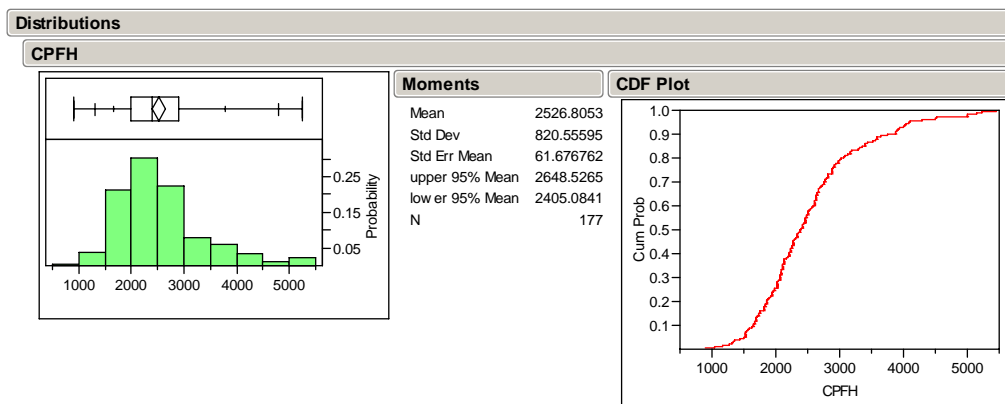 Distributions
CPFH
Moments
Mean 2526.8053
Std Dev 820.55595
Std Err Mean 61.676762
upper 95% Mean 2648.5265
lower 95% Mean 2405.0841
N 177
0.25
0.15
0.05
Probability
1000 2000 3000 4000 5000
CDF Plot
1.0
0.9
0.8
0.7
0.6
0.5
0.4
0.3
0.2
0.1
Cum Prob
1000 2000 3000 4000 5000
CPFH